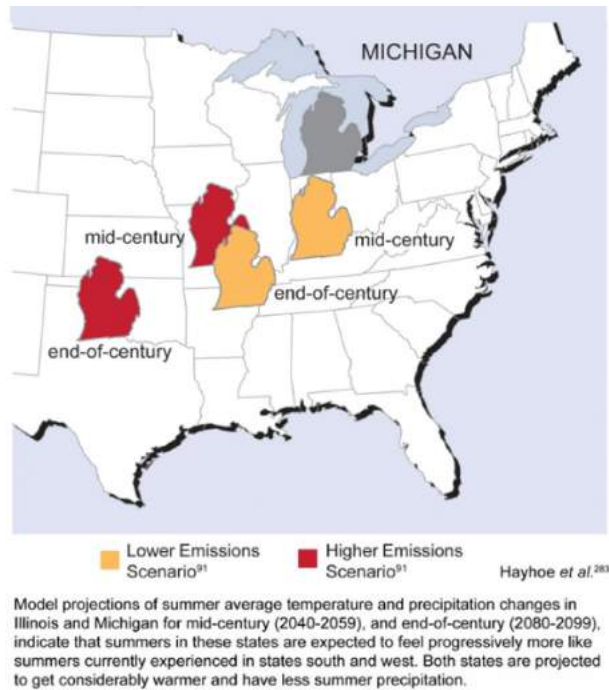 MICHIGAN
mid-century
mid-century
end-of-century
end-of-century
Lower Emissions
Scenario91
Higher Emissions
Scenario91
Hayhoe et al.283
Model projections of summer average temperature and precipitation changes in
Illinois and Michigan for mid-century (2040-2059), and end-of-century (2080-2099),
indicate that summers in these states are expected to feel progressively more like
summers currently experienced in states south and west. Both states are projected
to get considerably warmer and have less summer precipitation.